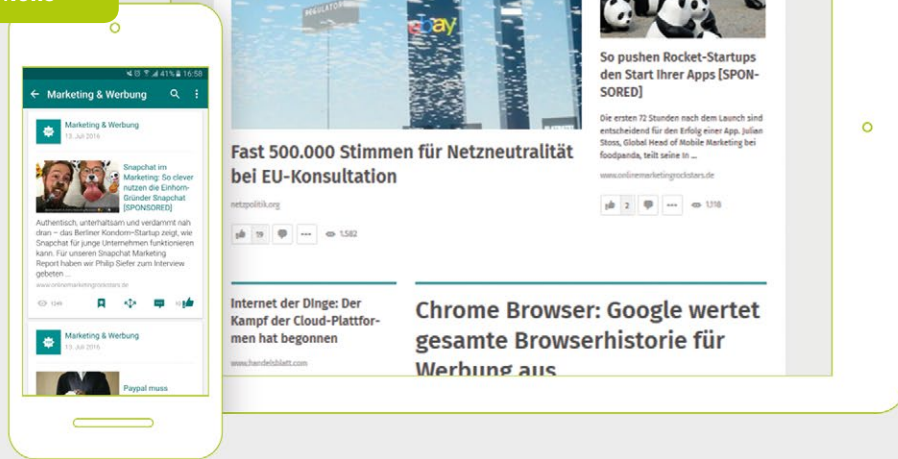 41% 16:58
Marketing & Werbung
Marketing & Werbung
13. Juli 2016
Snapchat im
Marketing: So clever
nutzen die Einhorn-
Gründer Snapchat
[SPONSORED]
Authentisch, unterhaltsam und verdammt nah
dran – das Berliner Kondom-Startup zeigt, wie
Snapchat für junge Unternehmen funktionieren
kann. Für unseren Snapchat Marketing
Report haben wir Philip Siefer zum Interview
gebeten ...
www.onlinemarketingrockstars.de
Marketing & Werbung
13. Juli 2016
Paypal muss
REGULATOR
ebay
Fast 500.000 Stimmen für Netzneutralität
bei EU-Konsultation
netzpolitik.org
1.582
So pushen Rocket-Startups
den Start ihrer Apps [SPON-
SORED]
Die ersten 72 Stunden nach dem Launch sind
entscheidend für den Erfolg einer App. Julian
Stoss, Global Head of Mobile Marketing bei
foodpanda, teilt seine In ...
www.onlinemarketingrockstars.de
2 1.118
Internet der Dinge: Der
Kampf der Cloud-Plattfor-
men hat begonnen
www.handelsblatt.com
Chrome Browser: Google wertet
gesamte Browserhistorie für
Werbung aus